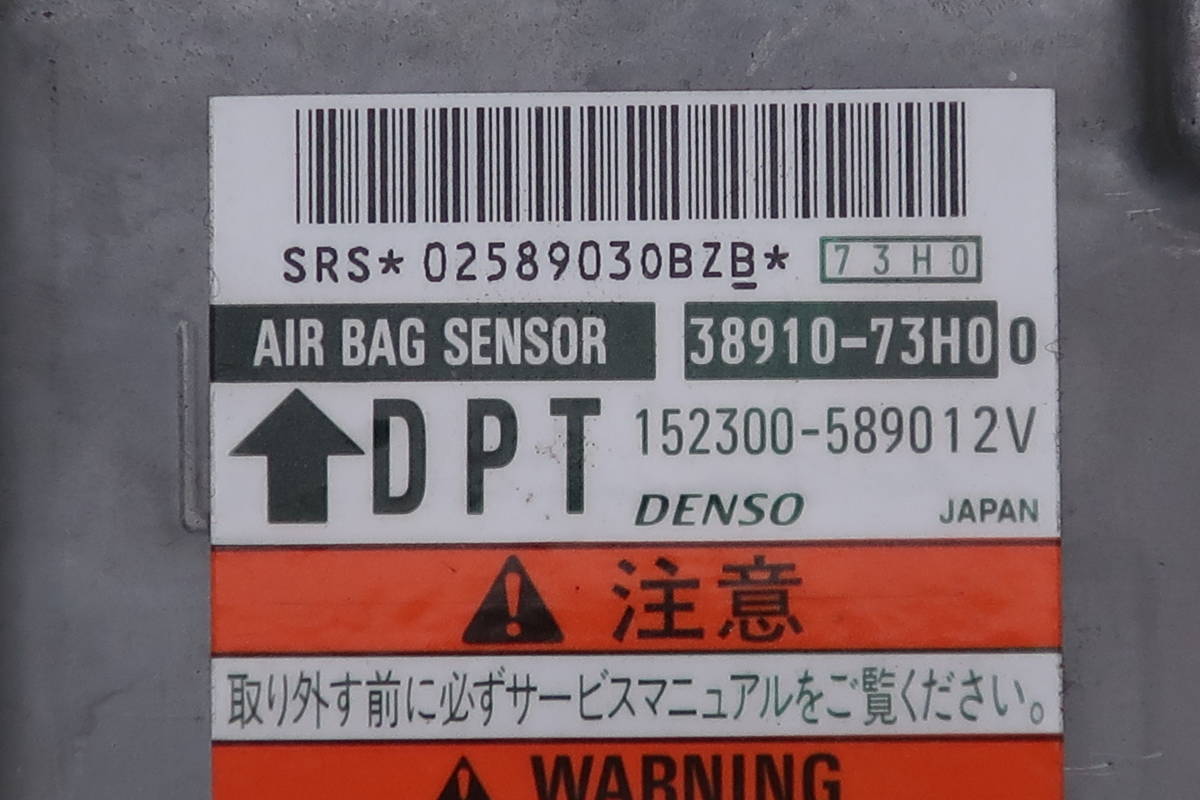 SRS*02589030BZB* 73H0
AIR BAG SENSOR 38910-73H00
DPT 152300-589012V
DENSO JAPAN
注意
取り外す前に必ずサービスマニュアルをご覧ください。
WARNING